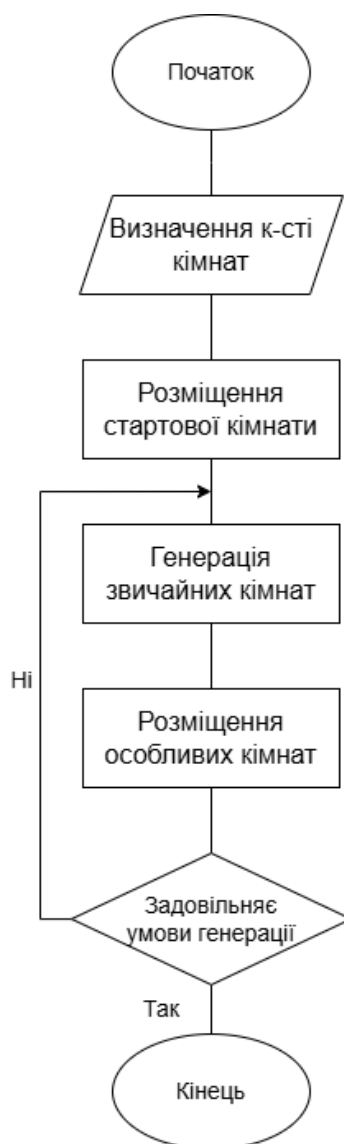 Початок
Визначення к-сті
кімнат
Розміщення
стартової кімнати
Генерація
звичайних кімнат
Ні
Розміщення
особливих кімнат
Задовільняє
умови генерації
Так
Кінець